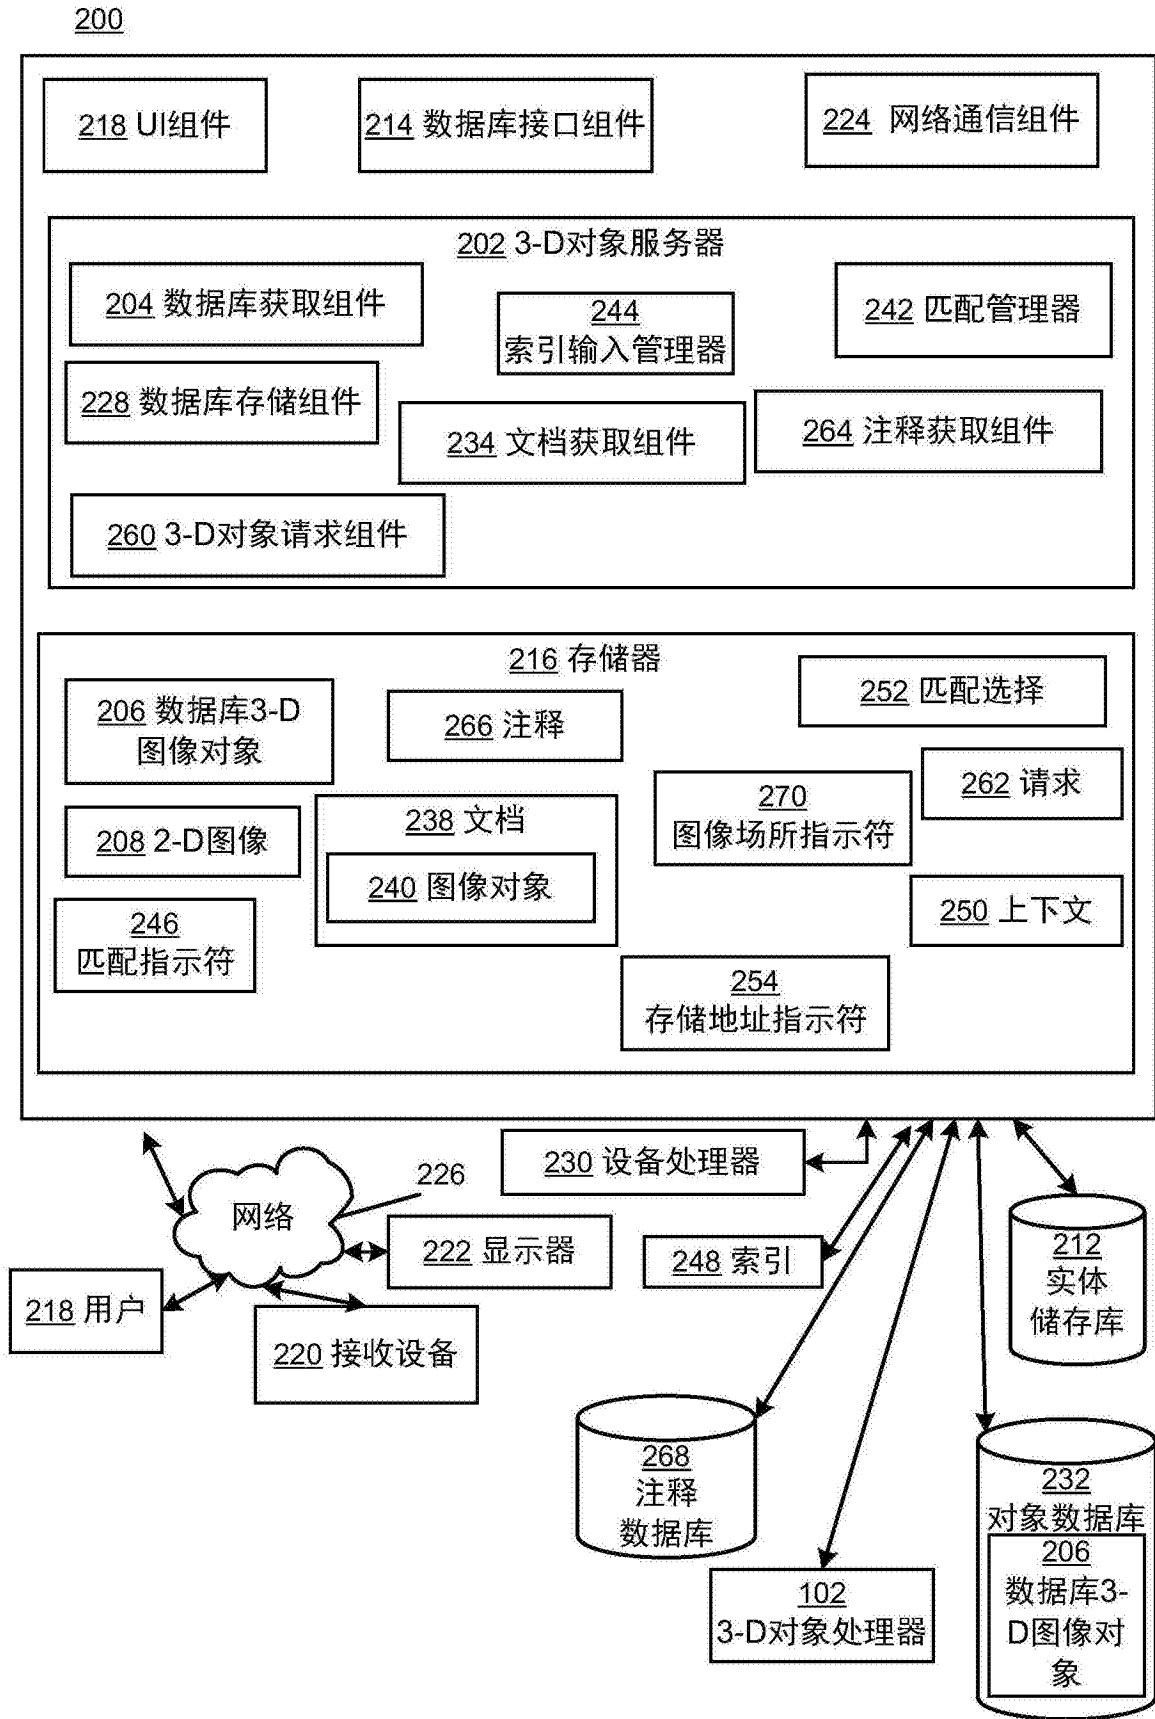 200
218 UI组件
214 数据库接口组件
224 网络通信组件
202 3-D对象服务器
204 数据库获取组件
244
索引输入管理器
242 匹配管理器
228 数据库存储组件
234 文档获取组件
264 注释获取组件
260 3-D对象请求组件
216 存储器
206 数据库3-D
图像对象
266 注释
252 匹配选择
262 请求
208 2-D图像
238 文档
240 图像对象
270
图像场所指示符
246
匹配指示符
250 上下文
254
存储地址指示符
230 设备处理器
网络
226
222 显示器
248 索引
212
实体
储存库
218 用户
220 接收设备
268
注释
数据库
232
对象数据库
206
数据库3-
D图像对
象
102
3-D对象处理器